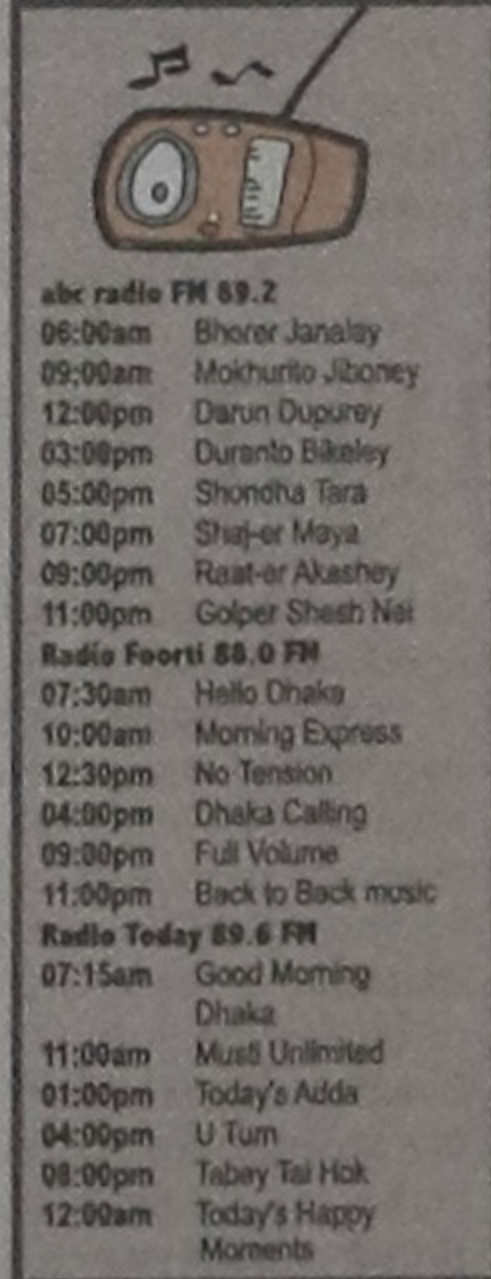 abc radio FM 89.2
06:00am Bhorer Janalay
09:00am Mokhurito Jiboney
12:00pm Darun Dupurey
03:00pm Duranto Bikeley
05:00pm Shondha Tara
07:00pm Shaj-er Maya
09:00pm Raat-er Akashey
11:00pm Golper Shesh Nei
Radio Foorti 88.0 FM
07:30am Hello Dhaka
10:00am Morning Express
12:30pm No Tension
04:00pm Dhaka Calling
09:00pm Full Volume
11:00pm Back to Back music
Radio Today 89.6 FM
07:15am Good Morning
Dhaka
11:00am Musti Unlimited
01:00pm Today's Adda
04:00pm U Turn
08:00pm Tabey Tai Hok
12:00am Today's Happy
Moments